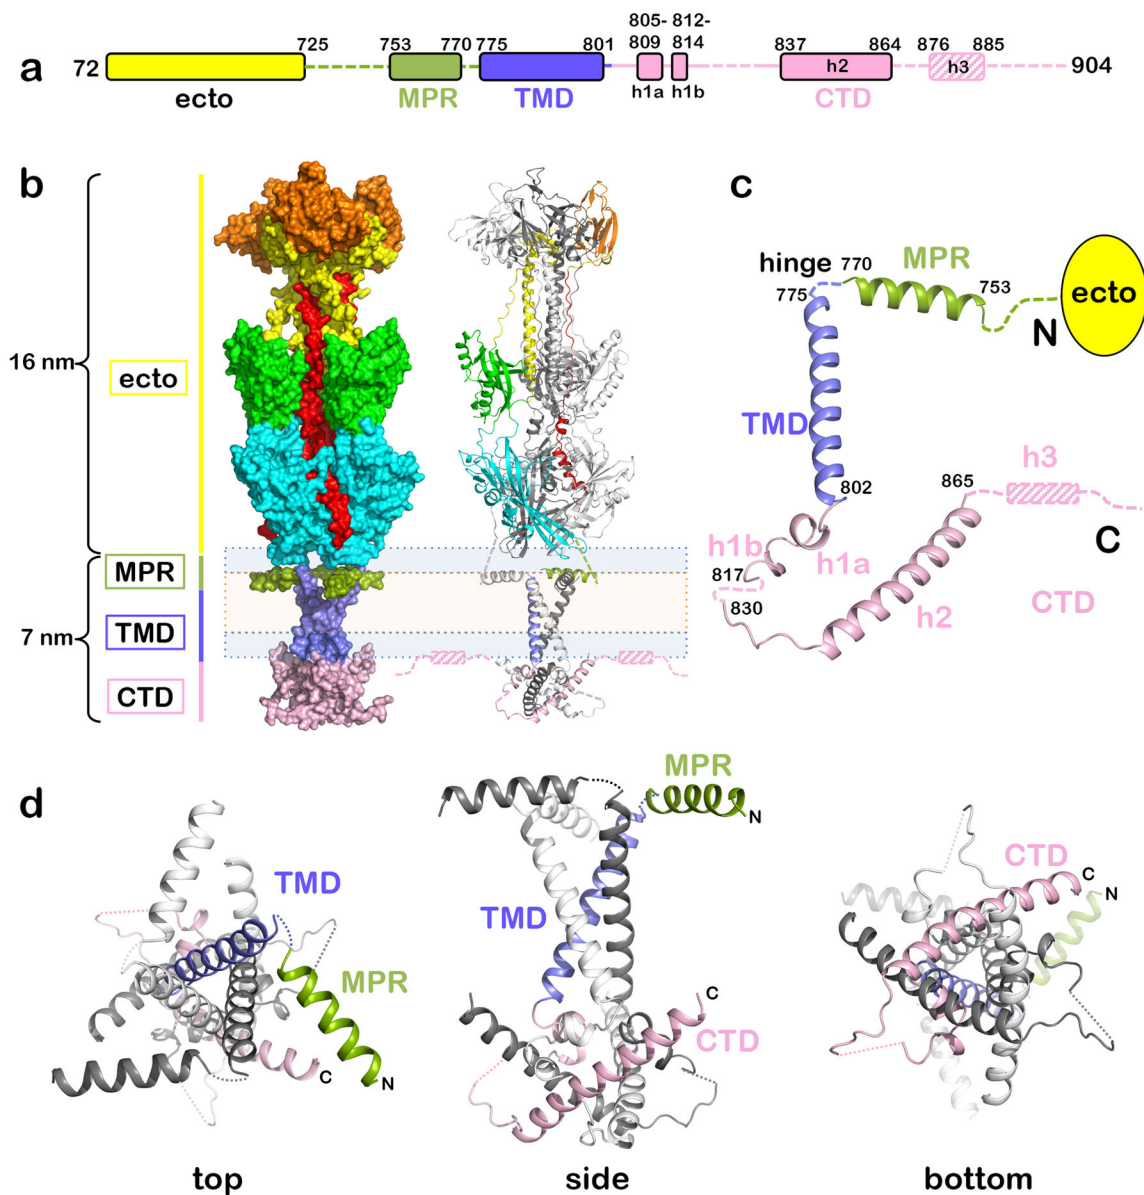 a
72
725
753
770
775
801
805-
809
812-
814
837
864
876
885
904
h2
h3
ecto
MPR
TMD
h1a
h1b
CTD
b
16 nm
ecto
MPR
7 nm
TMD
CTD
c
hinge
770
MPR
753
775
N
ecto
TMD
802
865
h3
h1b
h1a
C
817
830
h2
CTD
d
TMD
MPR
C
N
top
MPR
N
TMD
C
CTD
side
CTD
C
N
bottom